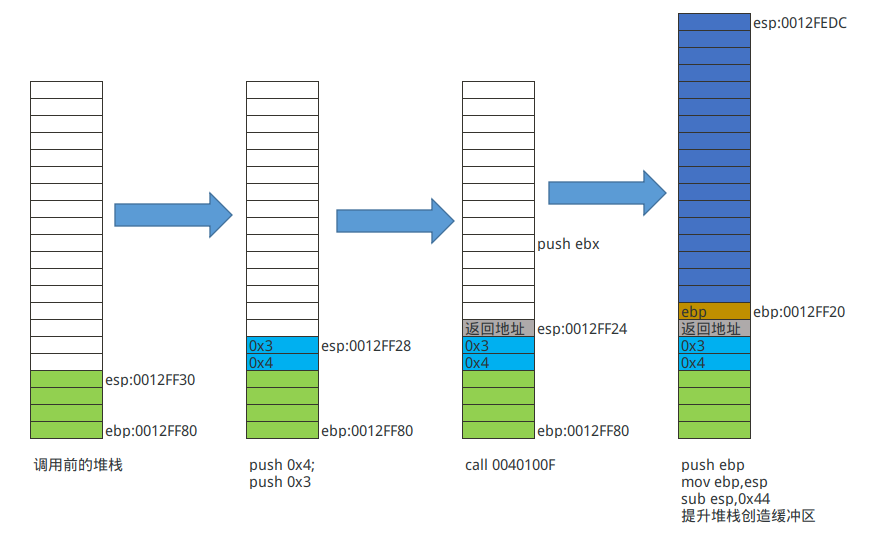 esp:0012FF30
ebp:0012FF80
调用前的堆栈
0x3
esp:0012FF28
0x4
ebp:0012FF80
push 0x4;
push 0x3
push ebx
返回地址
esp:0012FF24
0x3
0x4
ebp:0012FF80
call 0040100F
esp:0012FEDC
ebp
ebp:0012FF20
返回地址
0x3
0x4
push ebp
mov ebp,esp
sub esp,0x44
提升堆栈创造缓冲区